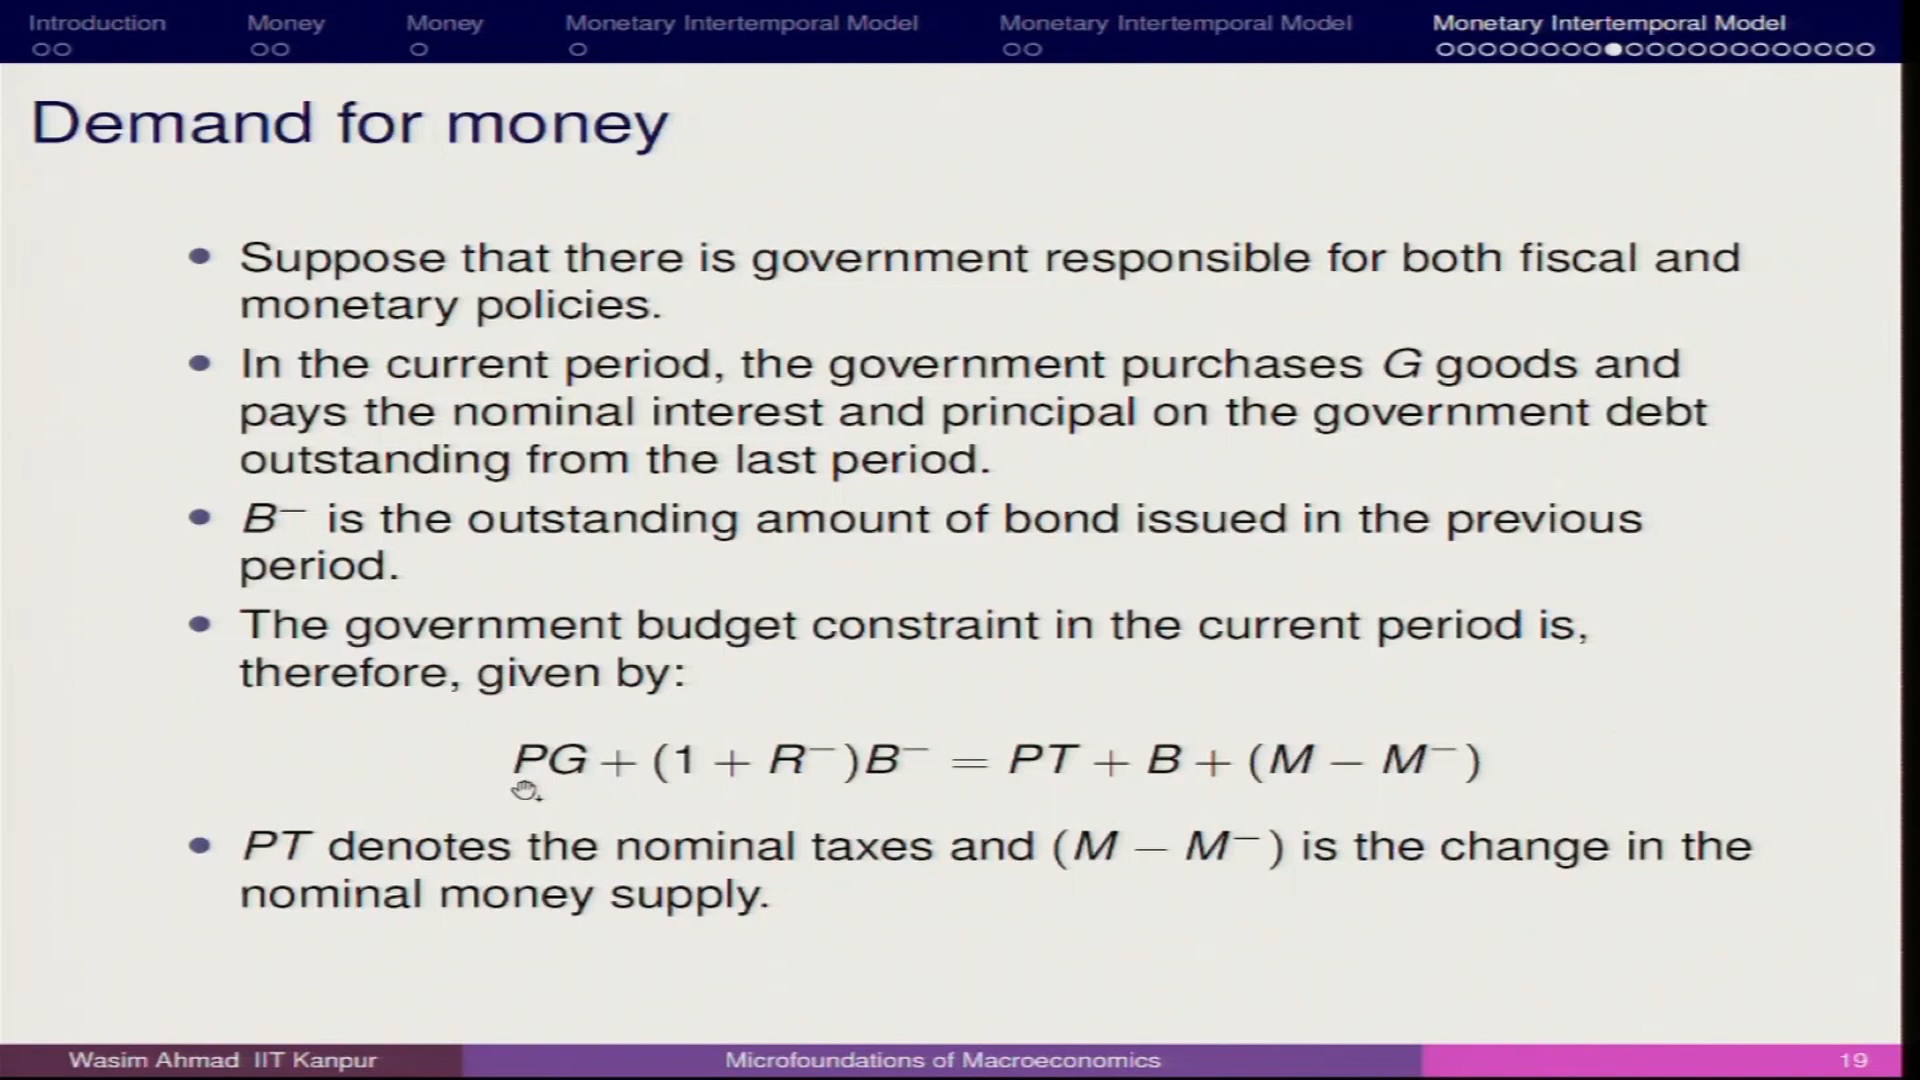 Introduction Money Money Monetary Intertemporal Model Monetary Intertemporal Model Monetary Intertemporal Model
Demand for money
• Suppose that there is government responsible for both fiscal and
monetary policies.
• In the current period, the government purchases G goods and
pays the nominal interest and principal on the government debt
outstanding from the last period.
• B⁻ is the outstanding amount of bond issued in the previous
period.
• The government budget constraint in the current period is,
therefore, given by:
PG + (1 + R⁻)B⁻ = PT + B + (M − M⁻)
• PT denotes the nominal taxes and (M − M⁻) is the change in the
nominal money supply.
Wasim Ahmad IIT Kanpur Microfoundations of Macroeconomics 19